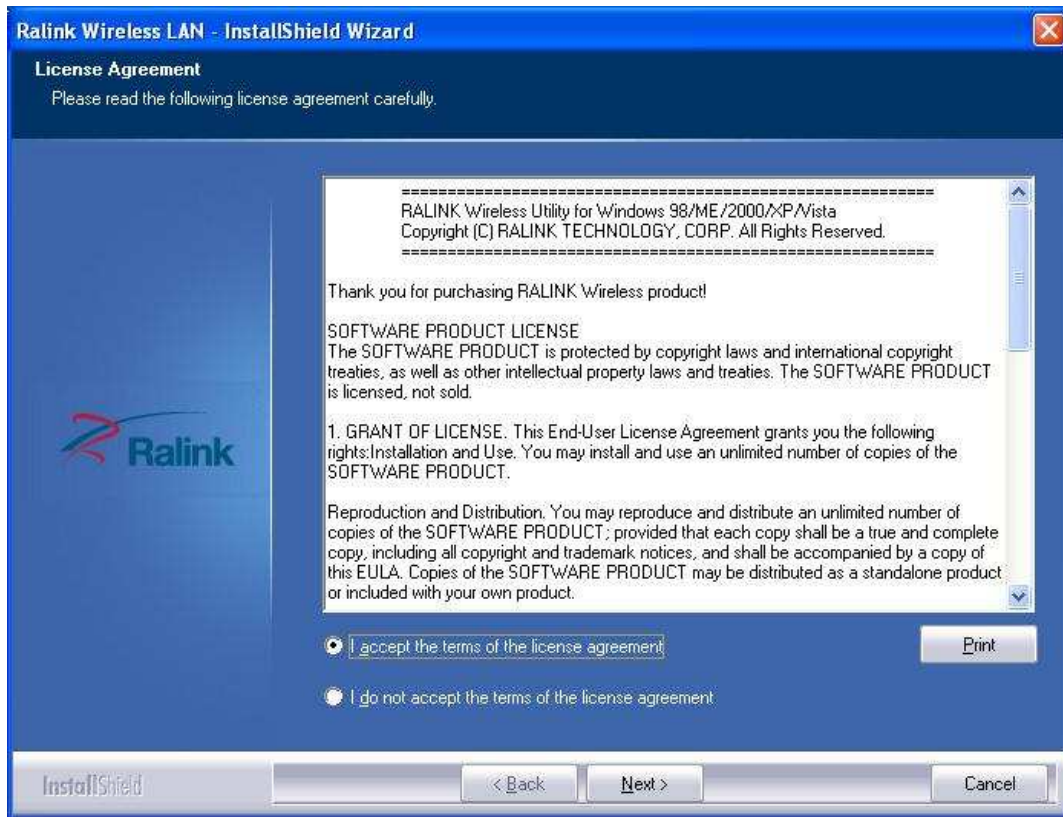 Ralink Wireless LAN - InstallShield Wizard
License Agreement
Please read the following license agreement carefully.
==========================================================
RALINK Wireless Utility for Windows 98/ME/2000/XP/Vista
Copyright (C) RALINK TECHNOLOGY, CORP. All Rights Reserved.
==========================================================
Thank you for purchasing RALINK Wireless product!
SOFTWARE PRODUCT LICENSE
The SOFTWARE PRODUCT is protected by copyright laws and international copyright
treaties, as well as other intellectual property laws and treaties. The SOFTWARE PRODUCT
is licensed, not sold.
1. GRANT OF LICENSE. This End-User License Agreement grants you the following
rights:Installation and Use. You may install and use an unlimited number of copies of the
SOFTWARE PRODUCT.
Reproduction and Distribution. You may reproduce and distribute an unlimited number of
copies of the SOFTWARE PRODUCT; provided that each copy shall be a true and complete
copy, including all copyright and trademark notices, and shall be accompanied by a copy of
this EULA. Copies of the SOFTWARE PRODUCT may be distributed as a standalone product
or included with your own product.
Ralink
I accept the terms of the license agreement
Print
I do not accept the terms of the license agreement
InstallShield
< Back
Next >
Cancel